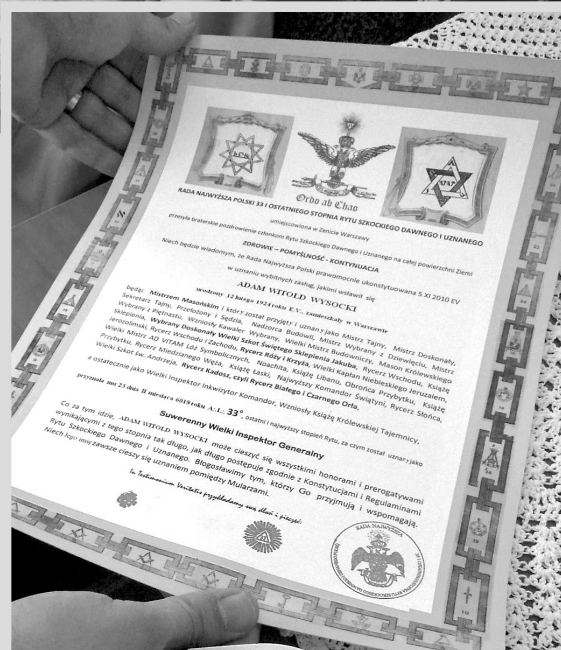 Ordo ab Chao
RADA NAJWYŻSZA POLSKI 33 I OSTATNIEGO STOPNIA RYTU SZKOCKIEGO DAWNEGO I UZNANEGO
umiejscowiona w Zenicie Warszawy
przesyła braterskie pozdrowienie członkom Rytu Szkockiego Dawnego i Uznanego na całej powierzchni Ziemi
ZDROWIE – POMYŚLNOŚĆ - KONTYNUACJA
Niech będzie wiadomym, że Rada Najwyższa Polski prawomocnie ukonstytuowana 5 XI 2010 EV
w uznaniu wybitnych zasług, jakimi wsławił się
ADAM WITOLD WYSOCKI
urodzony 12 lutego 1924 roku E.V., zamieszkały w Warszawie
będąc Mistrzem Masońskim i który został przyjęty i uznany jako Mistrz Tajny, Mistrz Doskonały,
Sekretarz Tajny, Przełożony i Sędzia, Nadzorca Budowli, Mistrz Wybrany z Dziewięciu, Mistrz
Wybrany z Piętnastu, Wzniosły Kawaler Wybrany, Wielki Mistrz Budowniczy, Mason Królewskiego
Sklepienia, Wybrany Doskonały Wielki Szkot Świętego Sklepienia Jakuba, Rycerz Wschodu, Książę
Jerozolimski, Rycerz Wschodu i Zachodu, Rycerz Róży i Krzyża, Wielki Kapłan Niebieskiego Jeruzalem,
Wielki Mistrz AD VITAM Lóż Symbolicznych, Noachita, Książę Libanu, Obrońca Przybytku, Książę
Przybytku, Rycerz Miedzianego Węża, Książę Łaski, Najwyższy Komandor Świątyni, Rycerz Słońca,
Wielki Szkot św. Andrzeja, Rycerz Kadosz, czyli Rycerz Białego i Czarnego Orła,
a ostatecznie jako Wielki Inspektor Inkwizytor Komandor, Wzniosły Książę Królewskiej Tajemnicy,
przyznała mu 23 dnia II miesiąca 6018 roku A.L. 33°, ostatni i najwyższy stopień Rytu, za czym został uznany jako
Suwerenny Wielki Inspektor Generalny
Co za tym idzie, ADAM WITOLD WYSOCKI może cieszyć się wszystkimi honorami i prerogatywami
wynikającymi z tego stopnia tak długo, jak długo postępuje zgodnie z Konstytucjami i Regulaminami
Rytu Szkockiego Dawnego i Uznanego. Błogosławimy tym, którzy Go przyjmują i wspomagają.
Niech Jego imię zawsze cieszy się uznaniem pomiędzy Mularzami.
In Testimonium Veritatis przykładamy swą dłoń i pieczęć
RADA NAJWYŻSZA